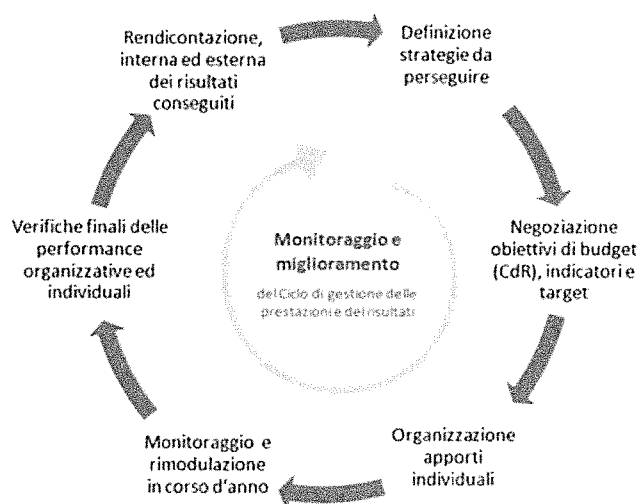 Rendicontazione,
interna ed esterna
dei risultati
conseguiti
Definizione
strategie da
perseguire
Negoziazione
obiettivi di budget
(CdR), indicatori e
target
Organizzazione
apporti
individuali
Monitoraggio e
rimodulazione
in corso d'anno
Verifiche finali delle
performance
organizzative ed
individuali
Monitoraggio e
miglioramento
del Ciclo di gestione delle
prestazioni e dei risultati